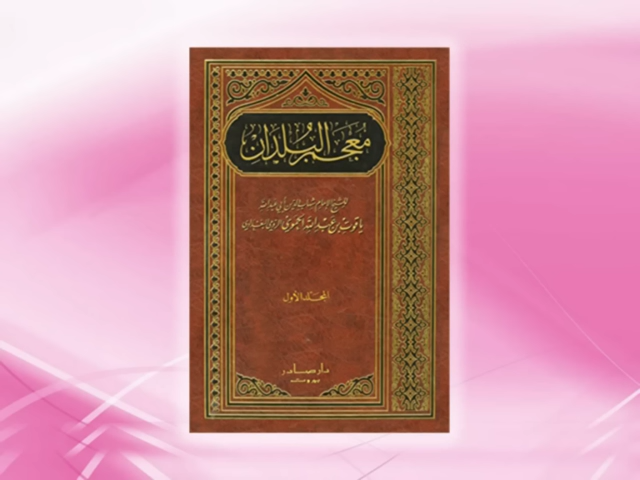 معجم البلدان
للشيخ الإمام شهاب الدين أبي عبد الله
ياقوت بن عبد الله الحموي الرومي البغدادي
المجلد الأول
دار صادر
بيروت